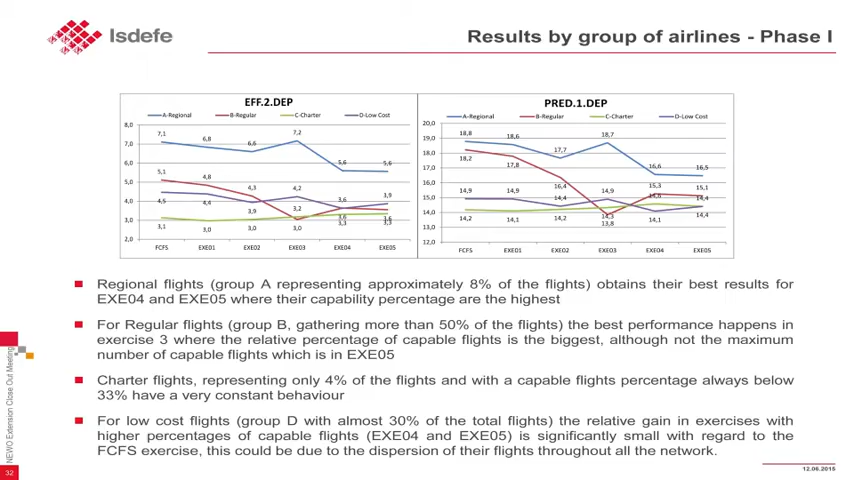 Isdefe
Results by group of airlines - Phase I
EFF.2.DEP
A-Regional B-Regular C-Charter D-Low Cost
8,0
7,0
6,0
5,0
4,0
3,0
2,0
7,1 6,8 6,6 7,2 5,6 5,6
5,1 4,8 4,3 3,0 3,6 3,6
4,5 4,4 3,9 4,2 3,6 3,9
3,1 3,0 3,0 3,2 3,3 3,3
FCFS EXE01 EXE02 EXE03 EXE04 EXE05
PRED.1.DEP
A-Regional B-Regular C-Charter D-Low Cost
20,0
19,0
18,0
17,0
16,0
15,0
14,0
13,0
12,0
18,8 18,6 17,7 18,7 16,6 16,5
18,2 17,8 16,4 13,8 15,3 15,1
14,9 14,9 14,4 14,9 14,1 14,4
14,2 14,1 14,2 14,3 14,6 14,4
FCFS EXE01 EXE02 EXE03 EXE04 EXE05
Regional flights (group A representing approximately 8% of the flights) obtains their best results for
EXE04 and EXE05 where their capability percentage are the highest
For Regular flights (group B, gathering more than 50% of the flights) the best performance happens in
exercise 3 where the relative percentage of capable flights is the biggest, although not the maximum
number of capable flights which is in EXE05
Charter flights, representing only 4% of the flights and with a capable flights percentage always below
33% have a very constant behaviour
For low cost flights (group D with almost 30% of the total flights) the relative gain in exercises with
higher percentages of capable flights (EXE04 and EXE05) is significantly small with regard to the
FCFS exercise, this could be due to the dispersion of their flights throughout all the network.
NEWO Extension Close Out Meeting
32
12.06.2015